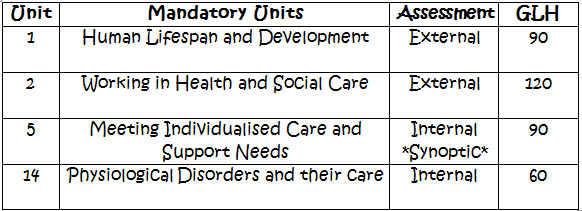 Unit Mandatory Units Assessment GLH
1 Human Lifespan and Development External 90
2 Working in Health and Social Care External 120
5 Meeting Individualised Care and Internal 90
Support Needs *Synoptic*
14 Physiological Disorders and their care Internal 60